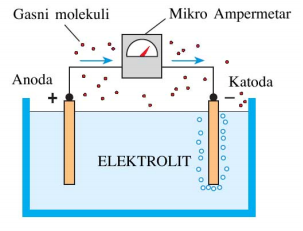 Gasni molekuli
Mikro Ampermetar
Anoda
Katoda
+
−
ELEKTROLIT